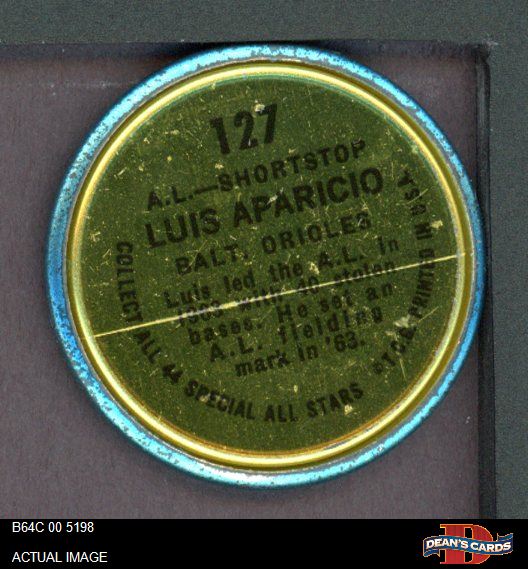 127
A.L.—SHORTSTOP
LUIS APARICIO
BALT. ORIOLES
Luis led the A.L. in
1963 with 40 stolen
bases. He set an
A.L. fielding
mark in '63.
COLLECT ALL 44 SPECIAL ALL STARS
©T.C.G. PRINTED IN USA
B64C 00 5198
ACTUAL IMAGE
D
DEAN'S CARDS